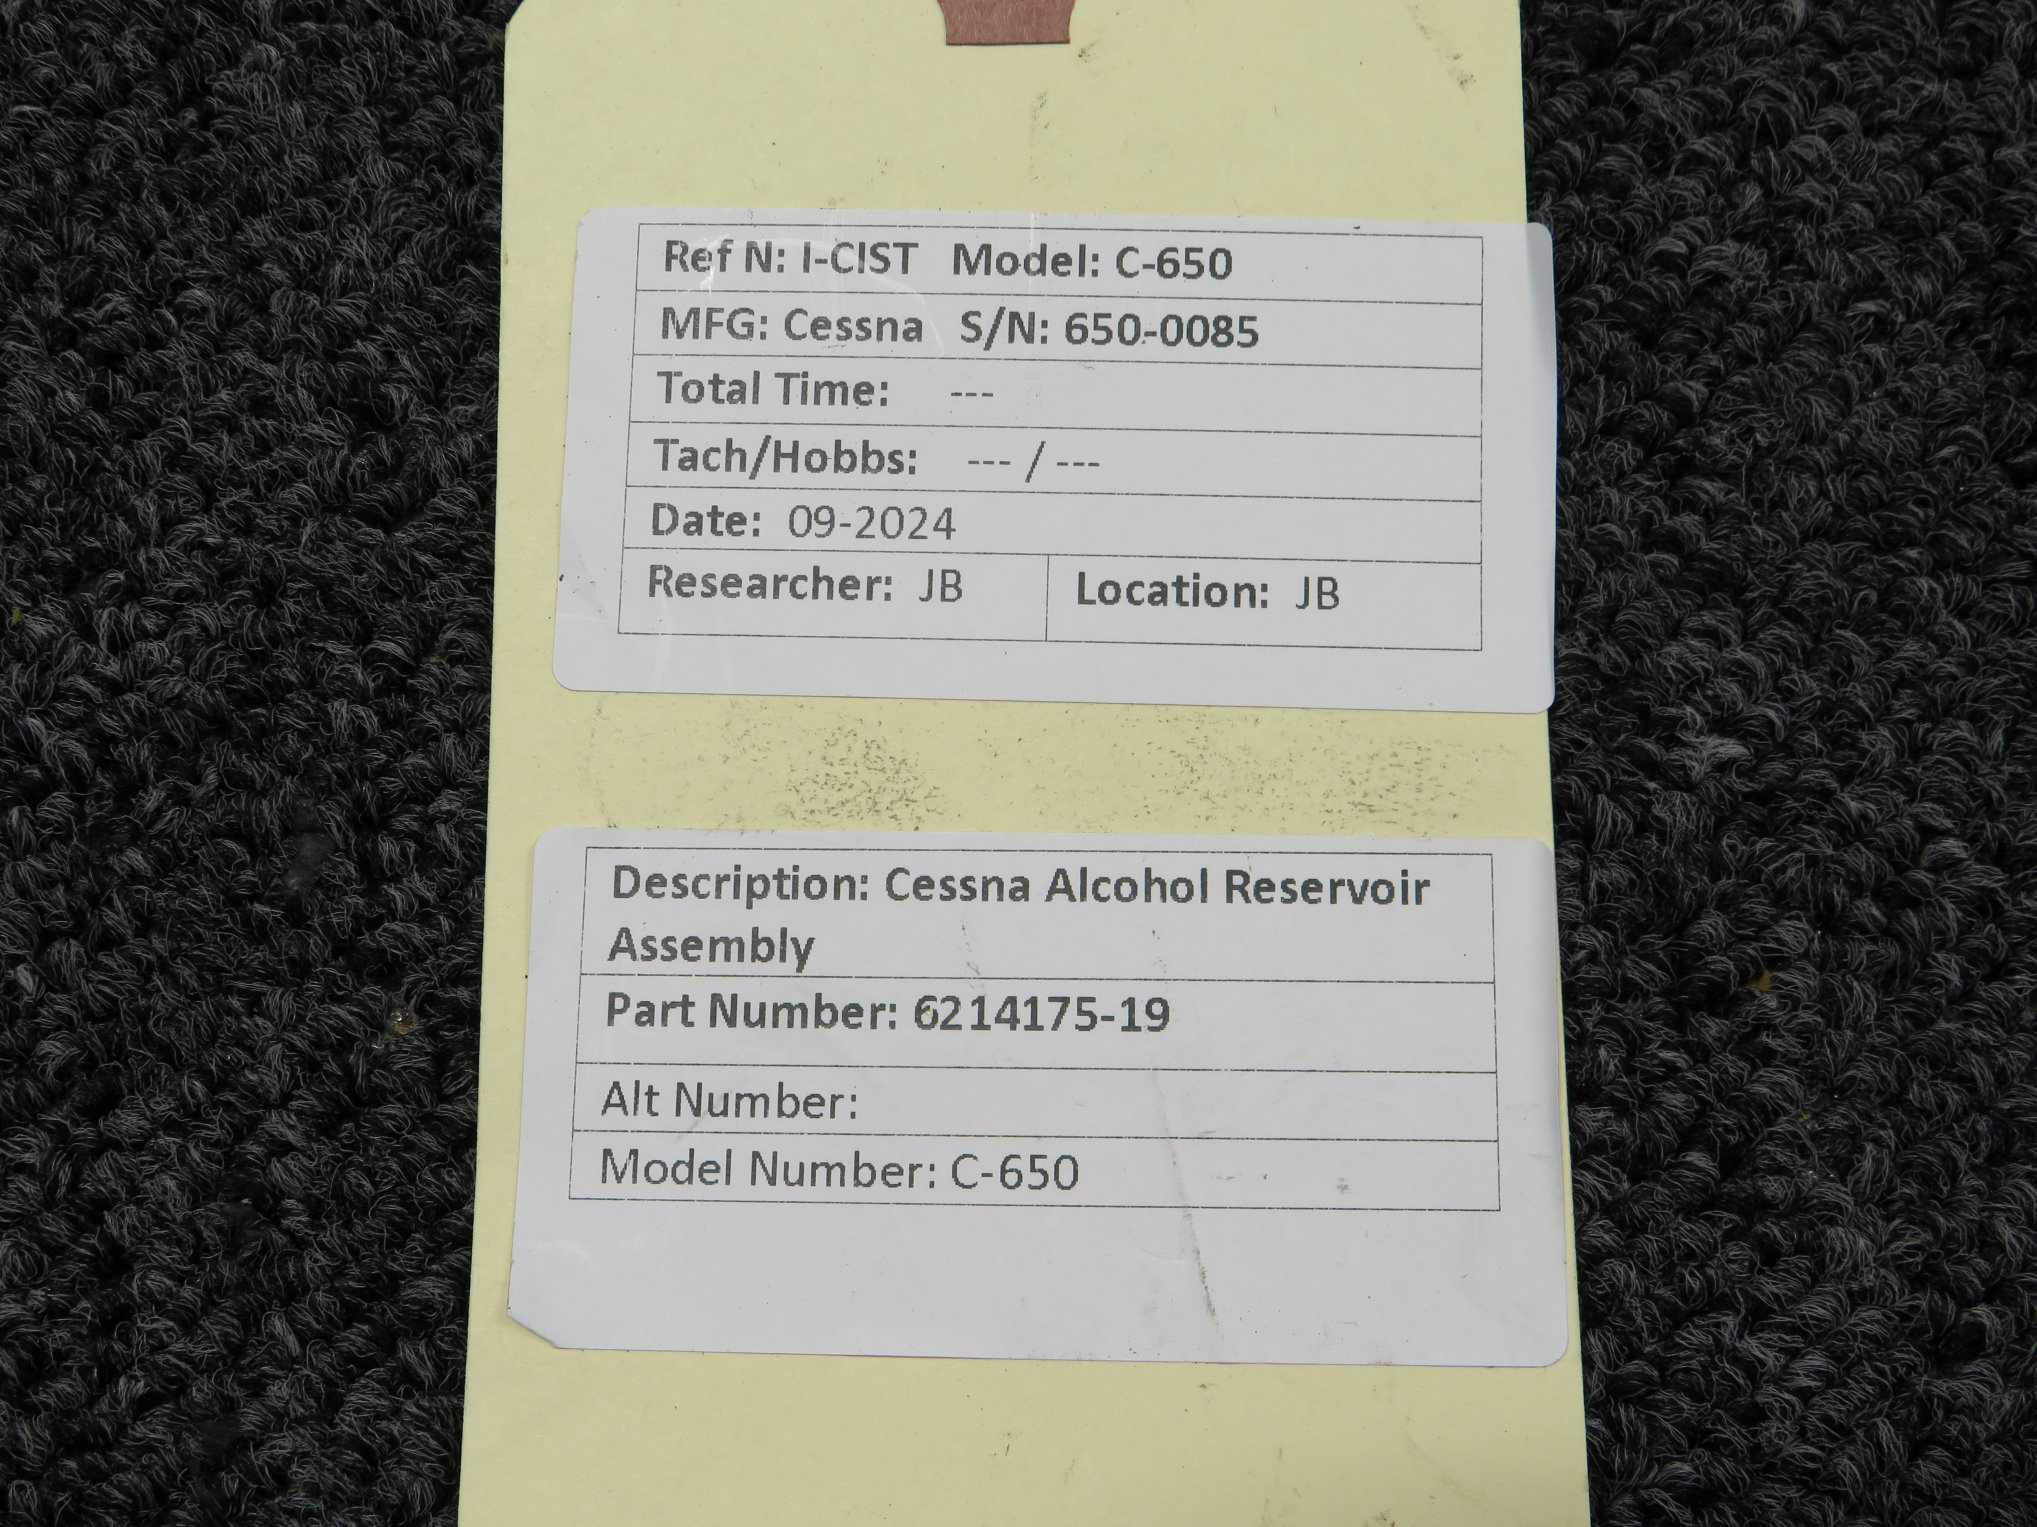 Ref N: I-CIST Model: C-650
MFG: Cessna S/N: 650-0085
Total Time: ---
Tach/Hobbs: --- / ---
Date: 09-2024
Researcher: JB Location: JB
Description: Cessna Alcohol Reservoir
Assembly
Part Number: 6214175-19
Alt Number:
Model Number: C-650